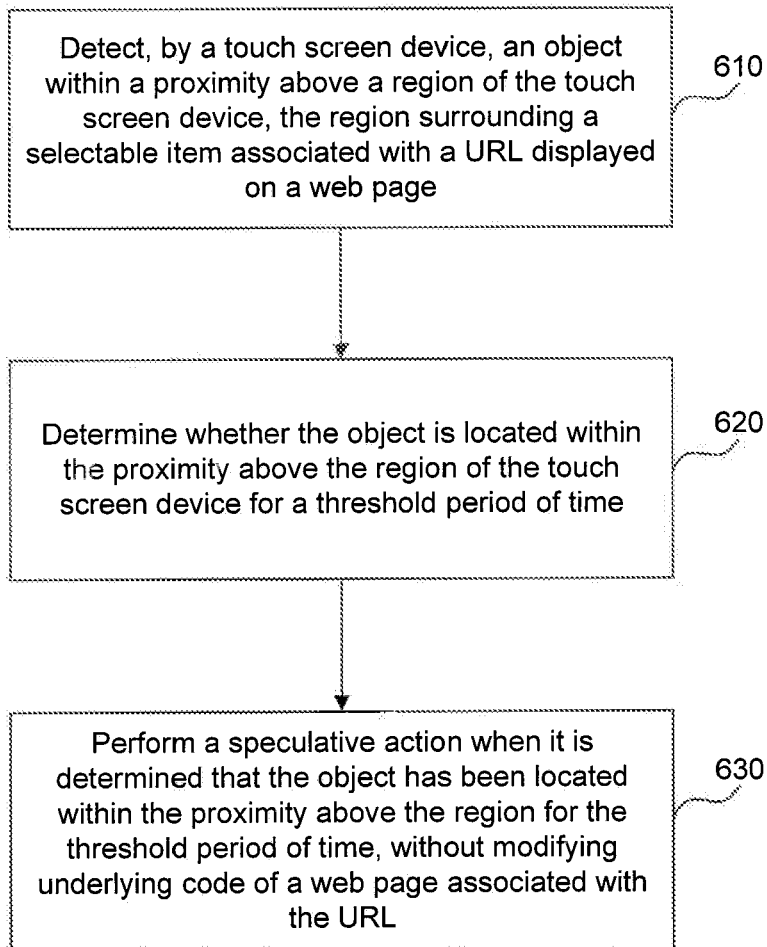 Detect, by a touch screen device, an object
within a proximity above a region of the touch
screen device, the region surrounding a
selectable item associated with a URL displayed
on a web page
610
Determine whether the object is located within
the proximity above the region of the touch
screen device for a threshold period of time
620
Perform a speculative action when it is
determined that the object has been located
within the proximity above the region for the
threshold period of time, without modifying
underlying code of a web page associated with
the URL
630